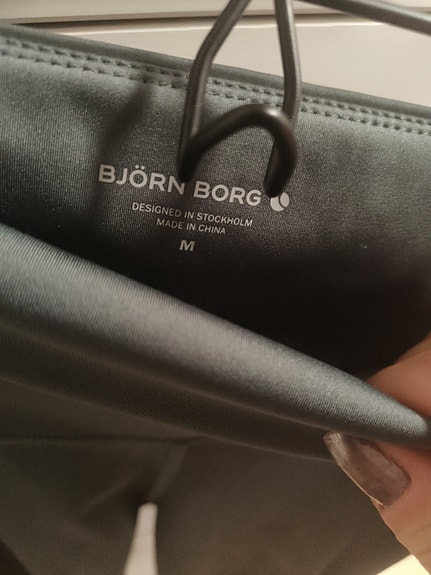 BJÖRN BORG
DESIGNED IN STOCKHOLM
MADE IN CHINA
M